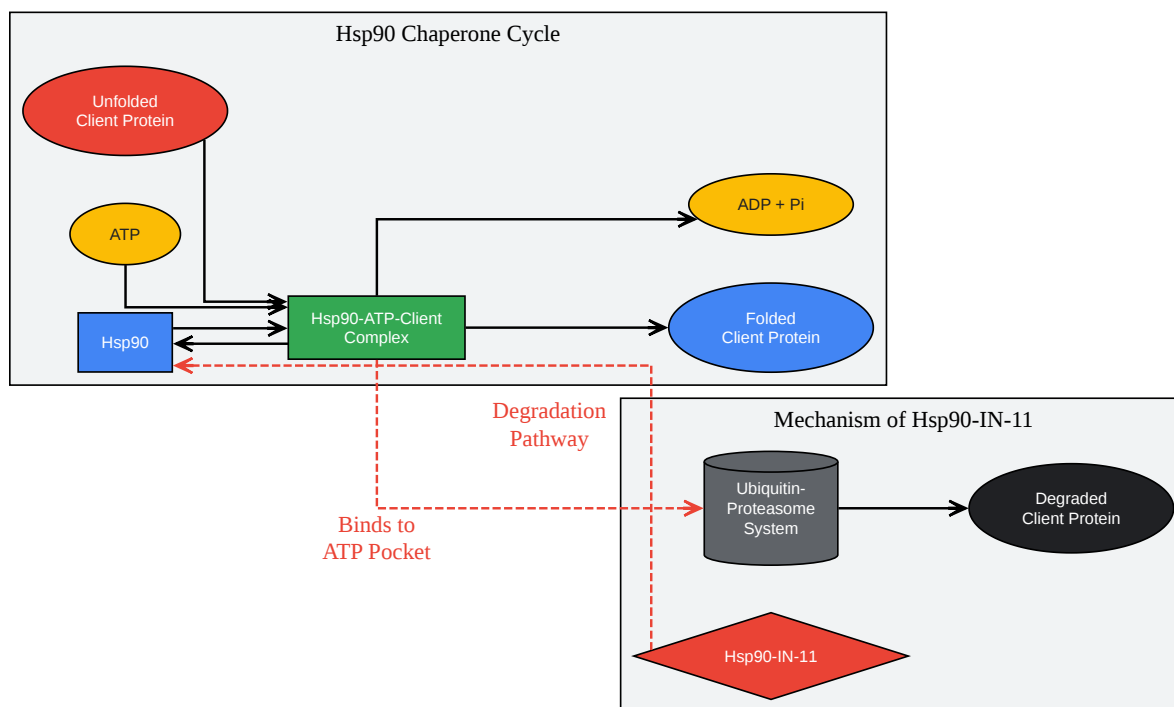 Hsp90 Chaperone Cycle
Unfolded
Client Protein
ATP
ADP + Pi
Hsp90
Hsp90-ATP-Client
Complex
Folded
Client Protein
Degradation
Pathway
Mechanism of Hsp90-IN-11
Ubiquitin-
Proteasome
System
Degraded
Client Protein
Binds to
ATP Pocket
Hsp90-IN-11